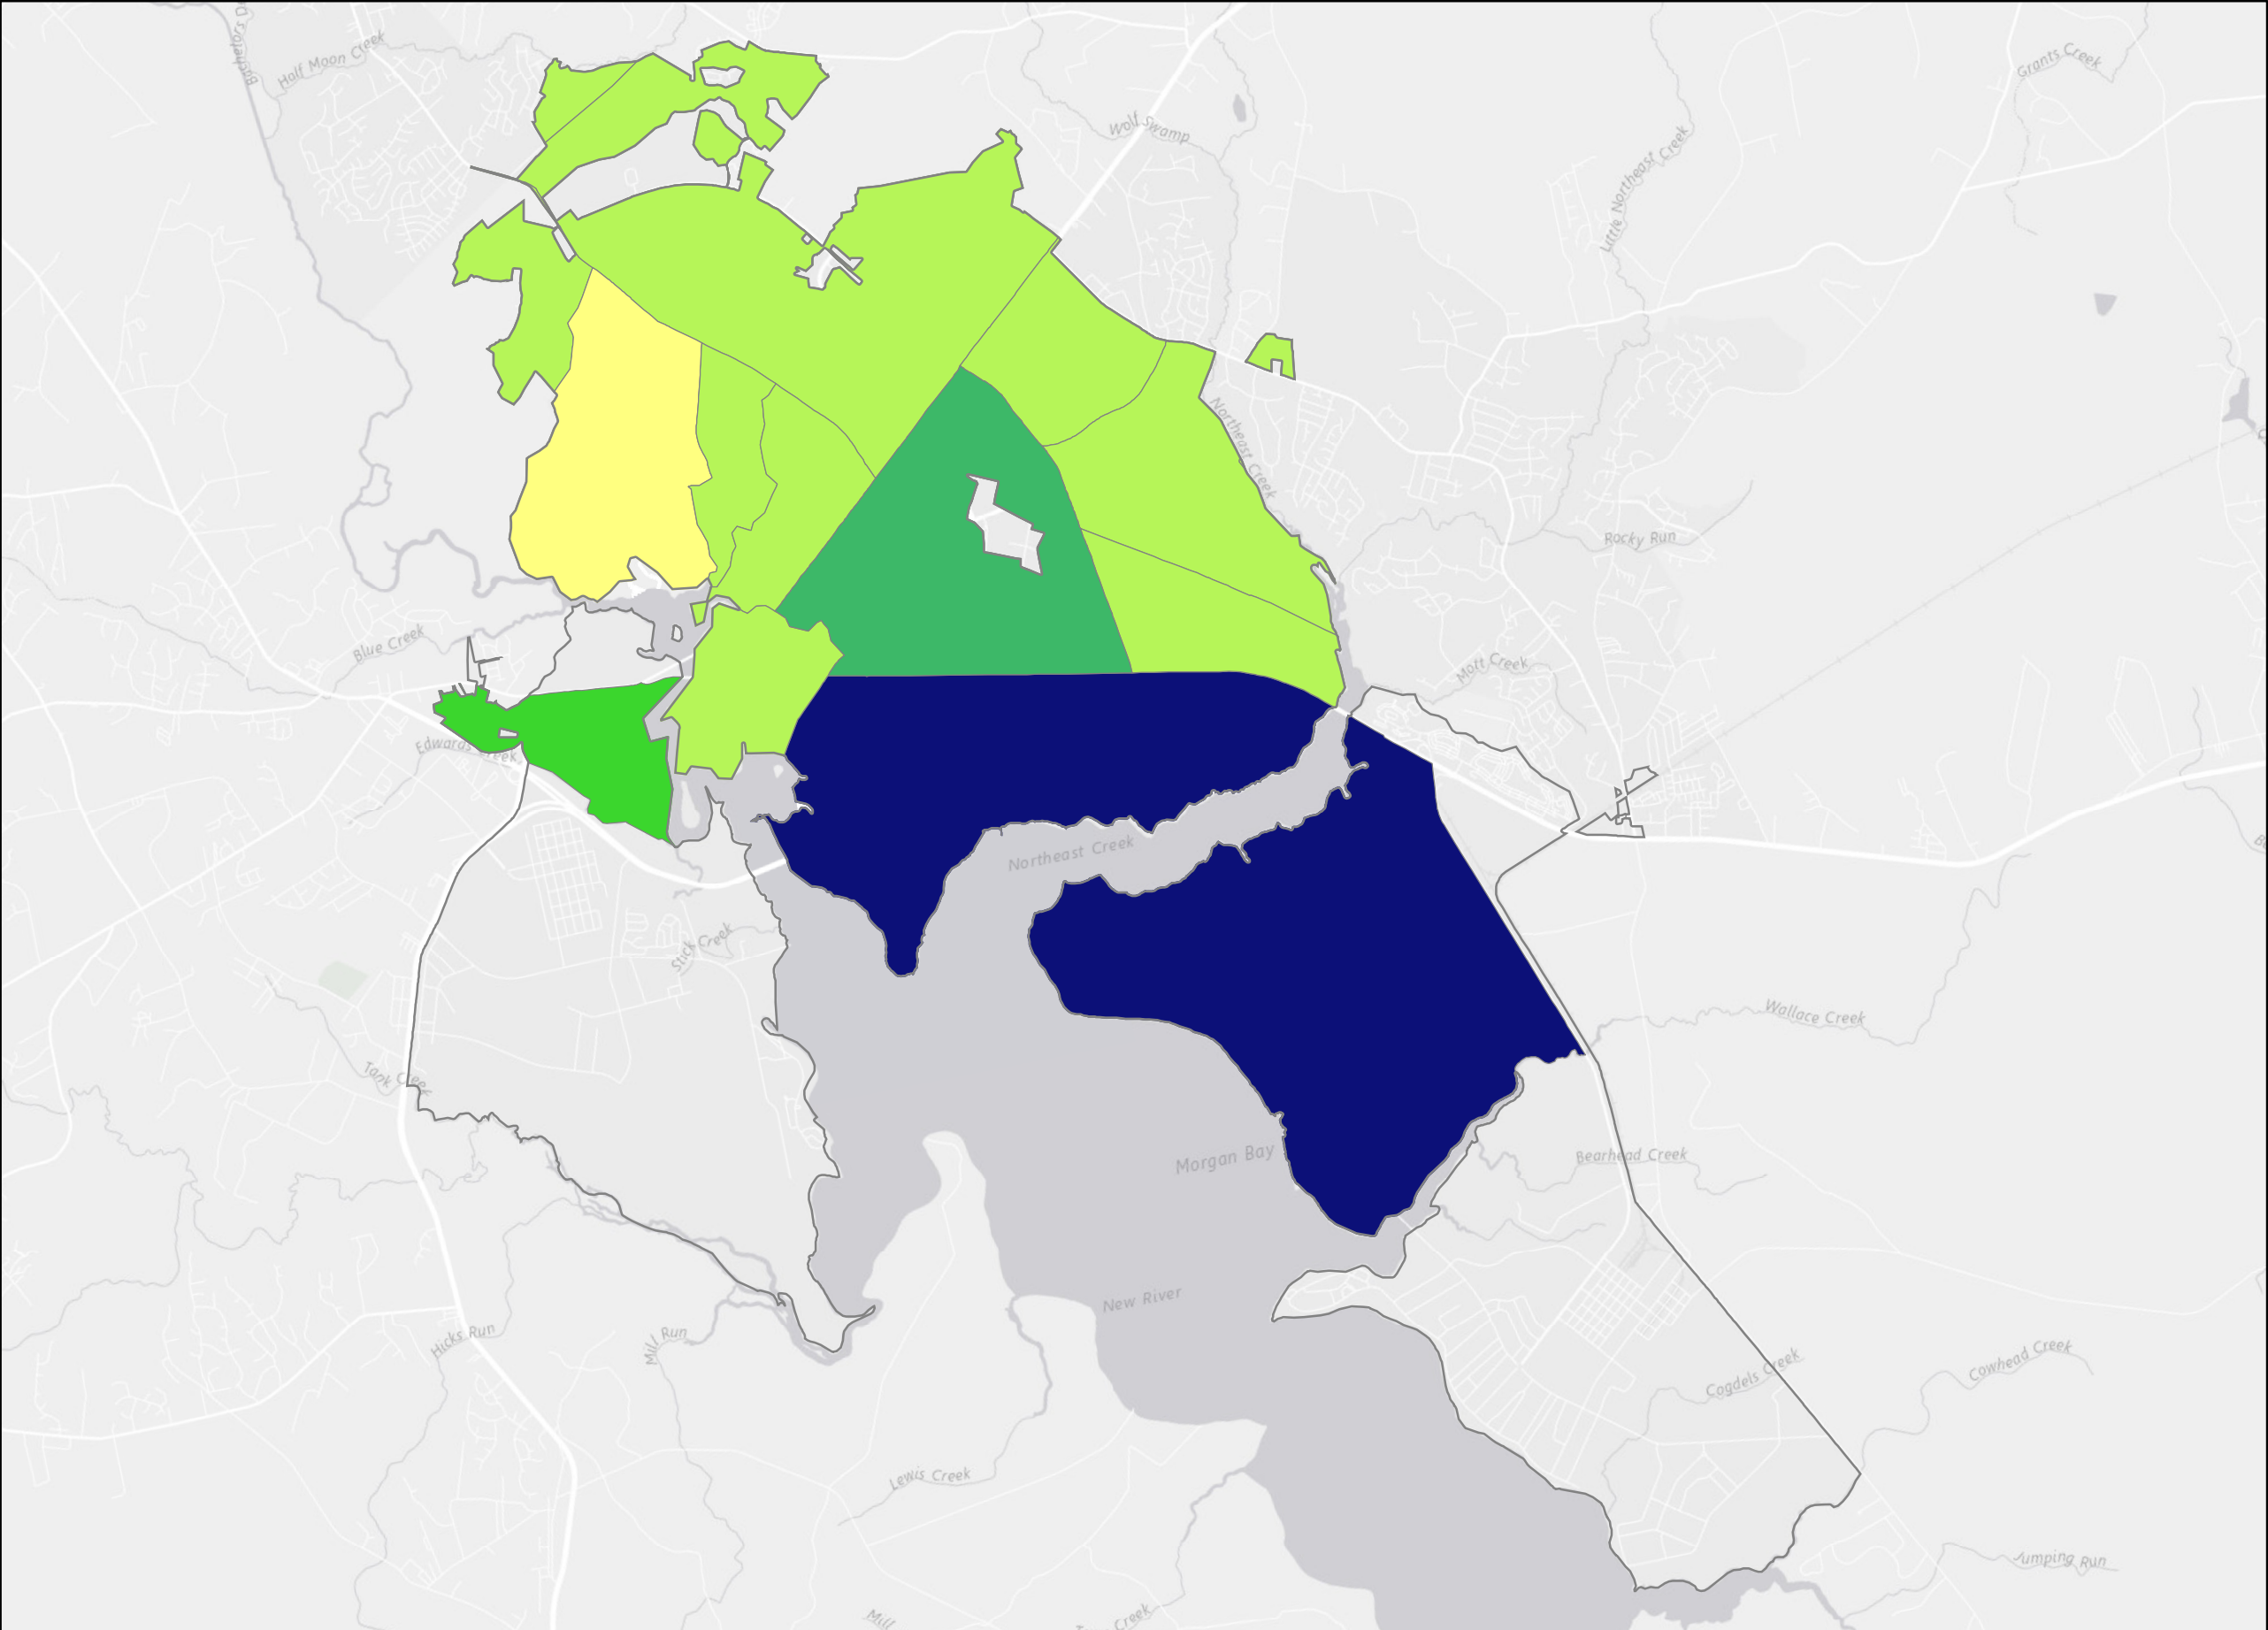 Half Moon Creek
Grants Creek
Wolf Swamp
Little Northeast Creek
Northeast Creek
Rocky Run
Blue Creek
Mott Creek
Edwards Creek
Northeast Creek
Stick Creek
Wallace Creek
Tank Creek
Morgan Bay
Bearhead Creek
New River
Hicks Run
Mill Run
Cogdels Creek
Cowhead Creek
Lewis Creek
Jumping Run
Mill
Creek